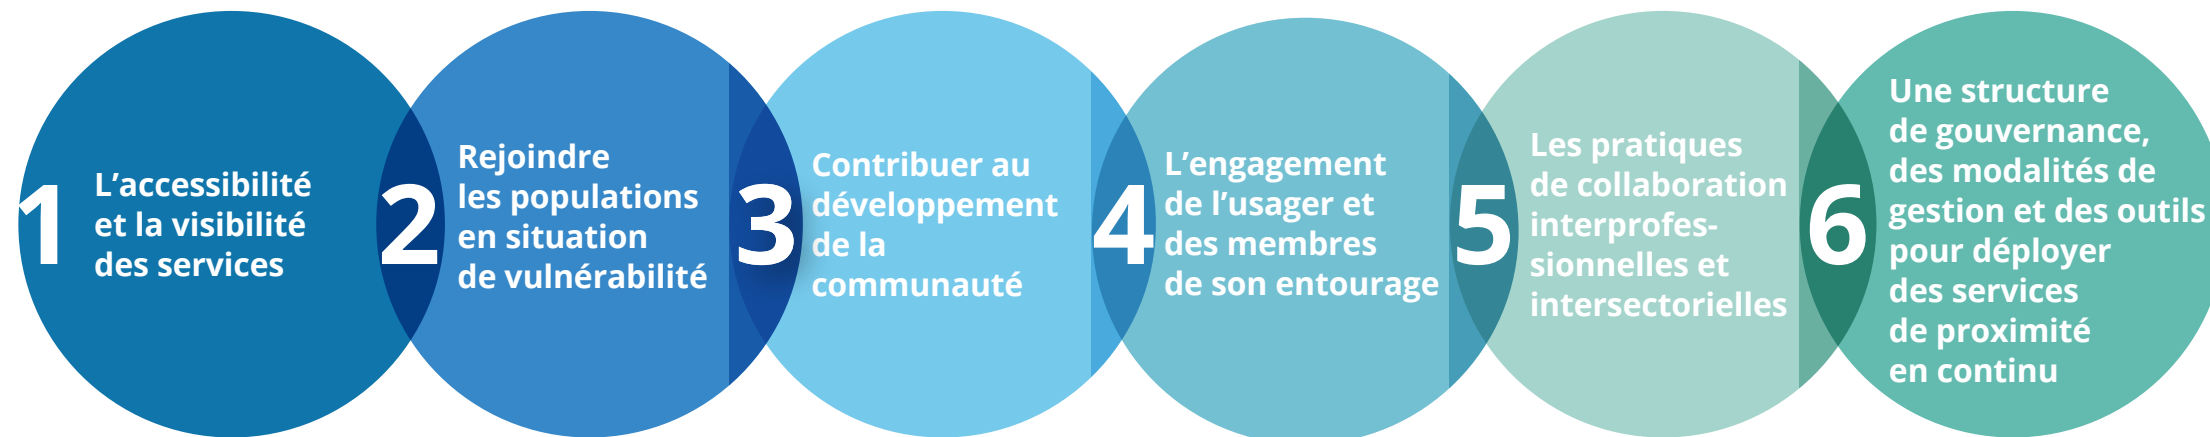 1
L’accessibilité
et la visibilité
des services
2
Rejoindre
les populations
en situation
de vulnérabilité
3
Contribuer au
développement
de la
communauté
4
L’engagement
de l’usager et
des membres
de son entourage
5
Les pratiques
de collaboration
interprofes-
sionnelles et
intersectorielles
6
Une structure
de gouvernance,
des modalités de
gestion et des outils
pour déployer
des services
de proximité
en continu